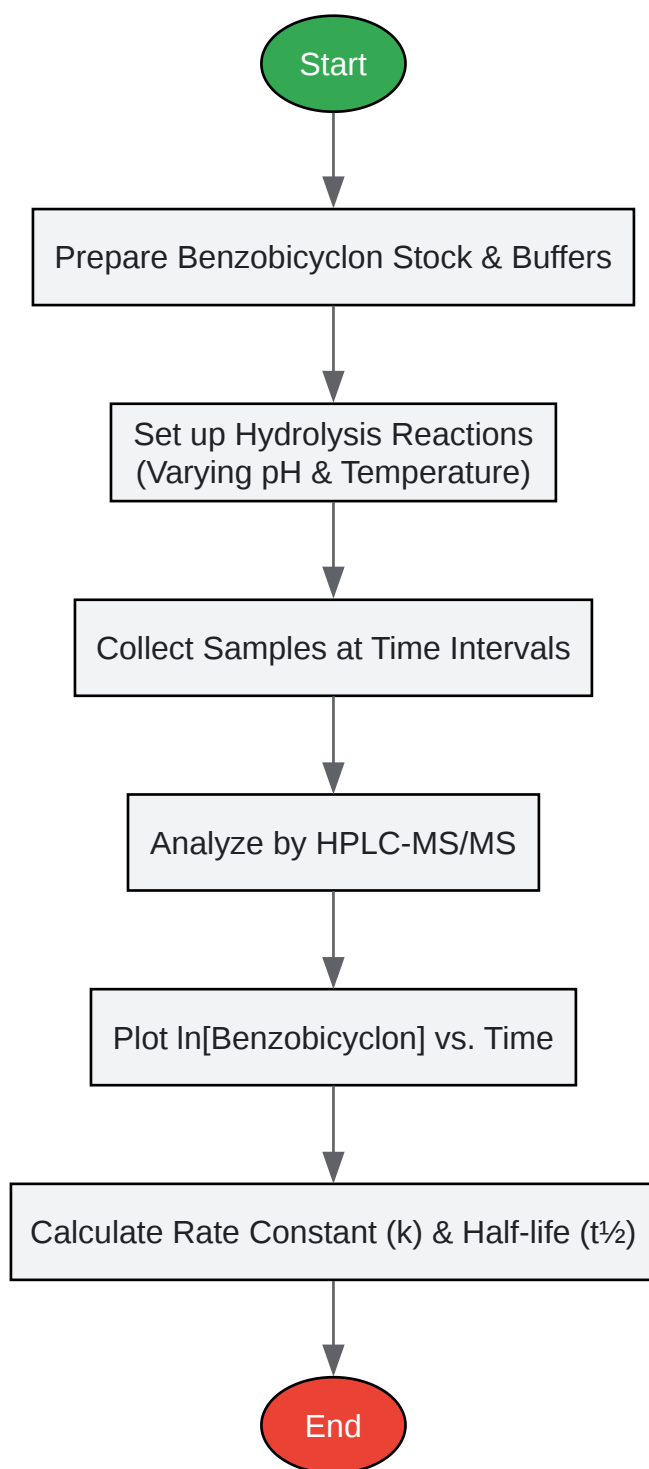 Start
Prepare Benzobicyclon Stock & Buffers
Set up Hydrolysis Reactions
(Varying pH & Temperature)
Collect Samples at Time Intervals
Analyze by HPLC-MS/MS
Plot ln[Benzobicyclon] vs. Time
Calculate Rate Constant (k) & Half-life (t½)
End